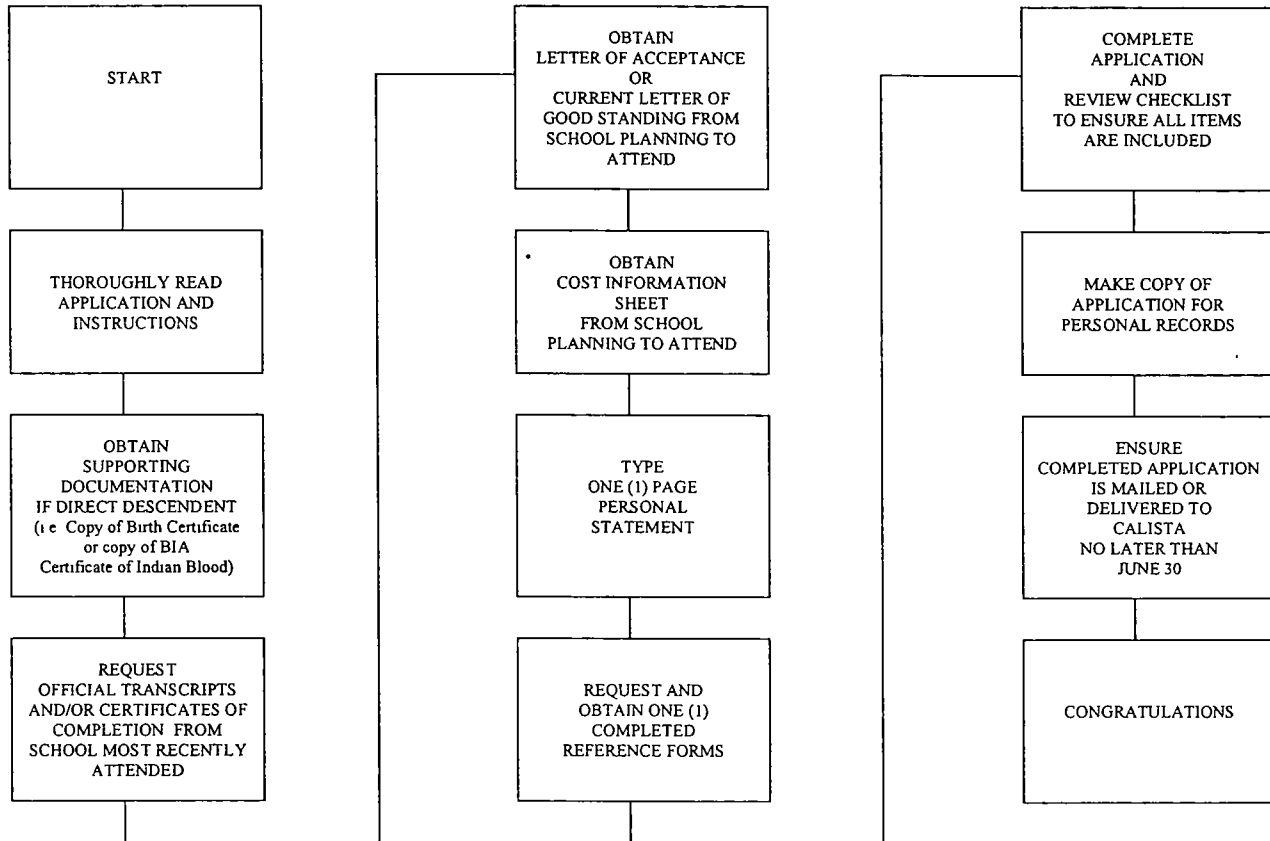 START
THOROUGHLY READ
APPLICATION AND
INSTRUCTIONS
OBTAIN
SUPPORTING
DOCUMENTATION
IF DIRECT DESCENDENT
(i e Copy of Birth Certificate
or copy of BIA
Certificate of Indian Blood)
REQUEST
OFFICIAL TRANSCRIPTS
AND/OR CERTIFICATES OF
COMPLETION FROM
SCHOOL MOST RECENTLY
ATTENDED
OBTAIN
LETTER OF ACCEPTANCE
OR
CURRENT LETTER OF
GOOD STANDING FROM
SCHOOL PLANNING TO
ATTEND
OBTAIN
COST INFORMATION
SHEET
FROM SCHOOL
PLANNING TO ATTEND
TYPE
ONE (1) PAGE
PERSONAL
STATEMENT
REQUEST AND
OBTAIN ONE (1)
COMPLETED
REFERENCE FORMS
COMPLETE
APPLICATION
AND
REVIEW CHECKLIST
TO ENSURE ALL ITEMS
ARE INCLUDED
MAKE COPY OF
APPLICATION FOR
PERSONAL RECORDS
ENSURE
COMPLETED APPLICATION
IS MAILED OR
DELIVERED TO
CALISTA
NO LATER THAN
JUNE 30
CONGRATULATIONS